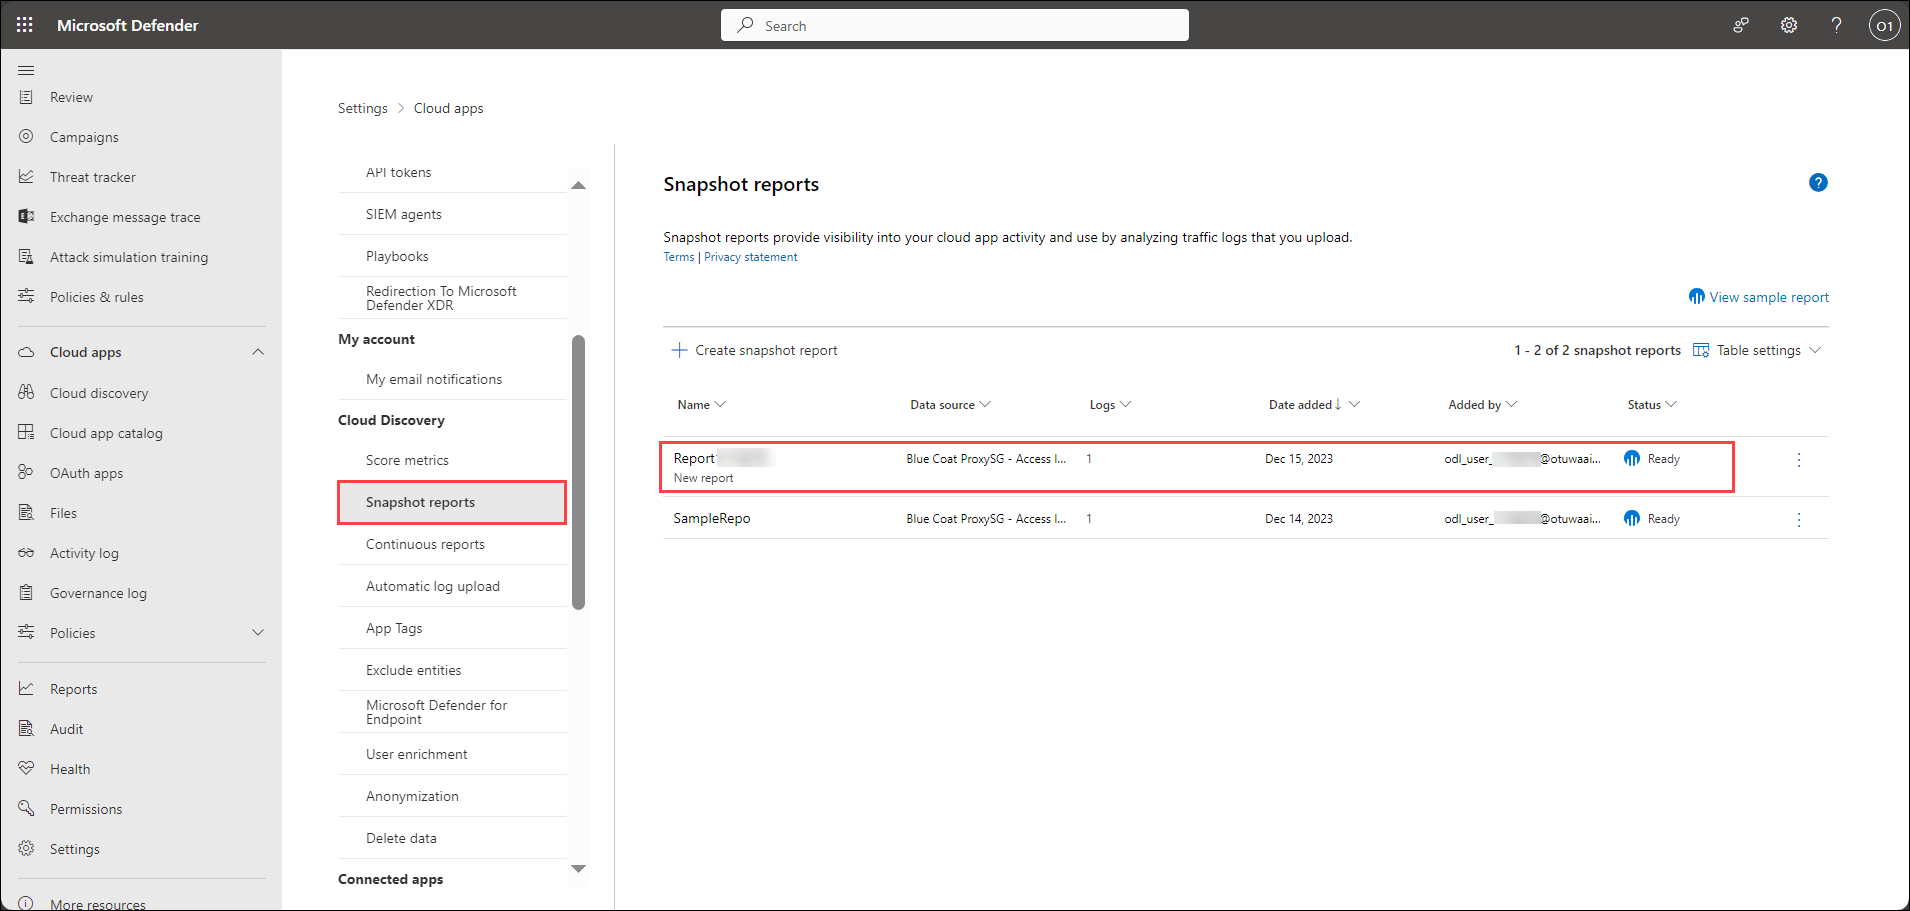 Microsoft Defender
Search
O1
Review
Campaigns
Threat tracker
Exchange message trace
Attack simulation training
Policies & rules
Cloud apps
Cloud discovery
Cloud app catalog
OAuth apps
Files
Activity log
Governance log
Policies
Reports
Audit
Health
Permissions
Settings
More resources
Settings > Cloud apps
API tokens
SIEM agents
Playbooks
Redirection To Microsoft
Defender XDR
My account
My email notifications
Cloud Discovery
Score metrics
Snapshot reports
Continuous reports
Automatic log upload
App Tags
Exclude entities
Microsoft Defender for
Endpoint
User enrichment
Anonymization
Delete data
Connected apps
Snapshot reports
?
Snapshot reports provide visibility into your cloud app activity and use by analyzing traffic logs that you upload.
Terms | Privacy statement
View sample report
Create snapshot report
1 - 2 of 2 snapshot reports
Table settings
Name Data source Logs Date added↓ Added by Status
Report Blue Coat ProxySG - Access l... 1 Dec 15, 2023 odl_user_ @otuwaai... Ready
New report
SampleRepo Blue Coat ProxySG - Access l... 1 Dec 14, 2023 odl_user_ @otuwaai... Ready